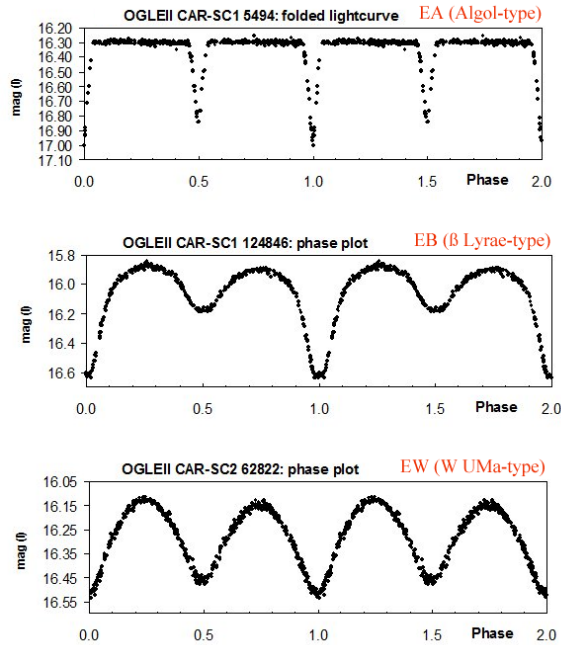 OGLEII CAR-SC1 5494: folded lightcurve EA (Algol-type)
16.20
16.30
16.40
16.50
16.60
16.70
16.80
16.90
17.00
17.10
mag (I)
0.0 0.5 1.0 1.5 2.0
Phase
OGLEII CAR-SC1 124846: phase plot EB (ß Lyrae-type)
15.8
16.0
16.2
16.4
16.6
mag (I)
0.0 0.5 1.0 1.5 2.0
Phase
OGLEII CAR-SC2 62822: phase plot EW (W UMa-type)
16.05
16.15
16.25
16.35
16.45
16.55
mag (I)
0.0 0.5 1.0 1.5 2.0
Phase